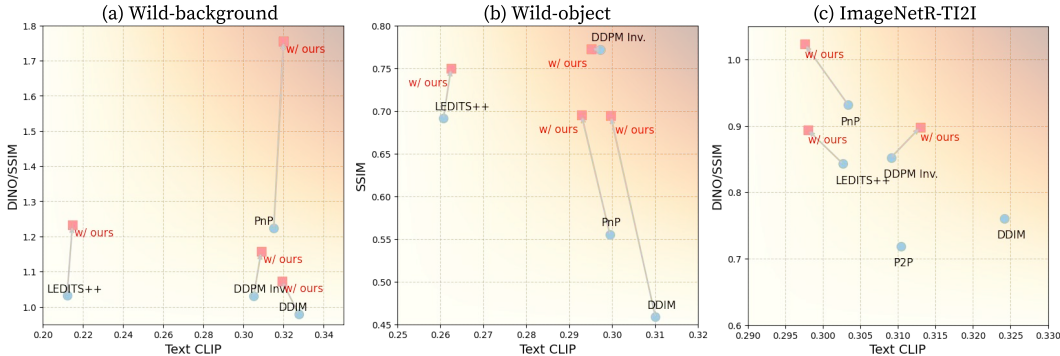 (a) Wild-background
DINO/SSIM
1.8
1.7
1.6
1.5
1.4
1.3
1.2
1.1
1.0
w/ ours
PnP
w/ ours
w/ ours
LEDITS++
DDPM Inv.
w/ ours
DDIM
0.20
0.22
0.24
0.26
0.28
0.30
0.32
0.34
Text CLIP
(b) Wild-object
SSIM
0.80
0.75
0.70
0.65
0.60
0.55
0.50
0.45
DDPM Inv.
w/ ours
w/ ours
LEDITS++
w/ ours
w/ ours
PnP
DDIM
0.25
0.26
0.27
0.28
0.29
0.30
0.31
0.32
Text CLIP
(c) ImageNetR-TI2I
DINO/SSIM
1.0
0.9
0.8
0.7
0.6
w/ ours
PnP
w/ ours
w/ ours
LEDITS++
DDPM Inv.
DDIM
P2P
0.290
0.295
0.300
0.305
0.310
0.315
0.320
0.325
0.330
Text CLIP